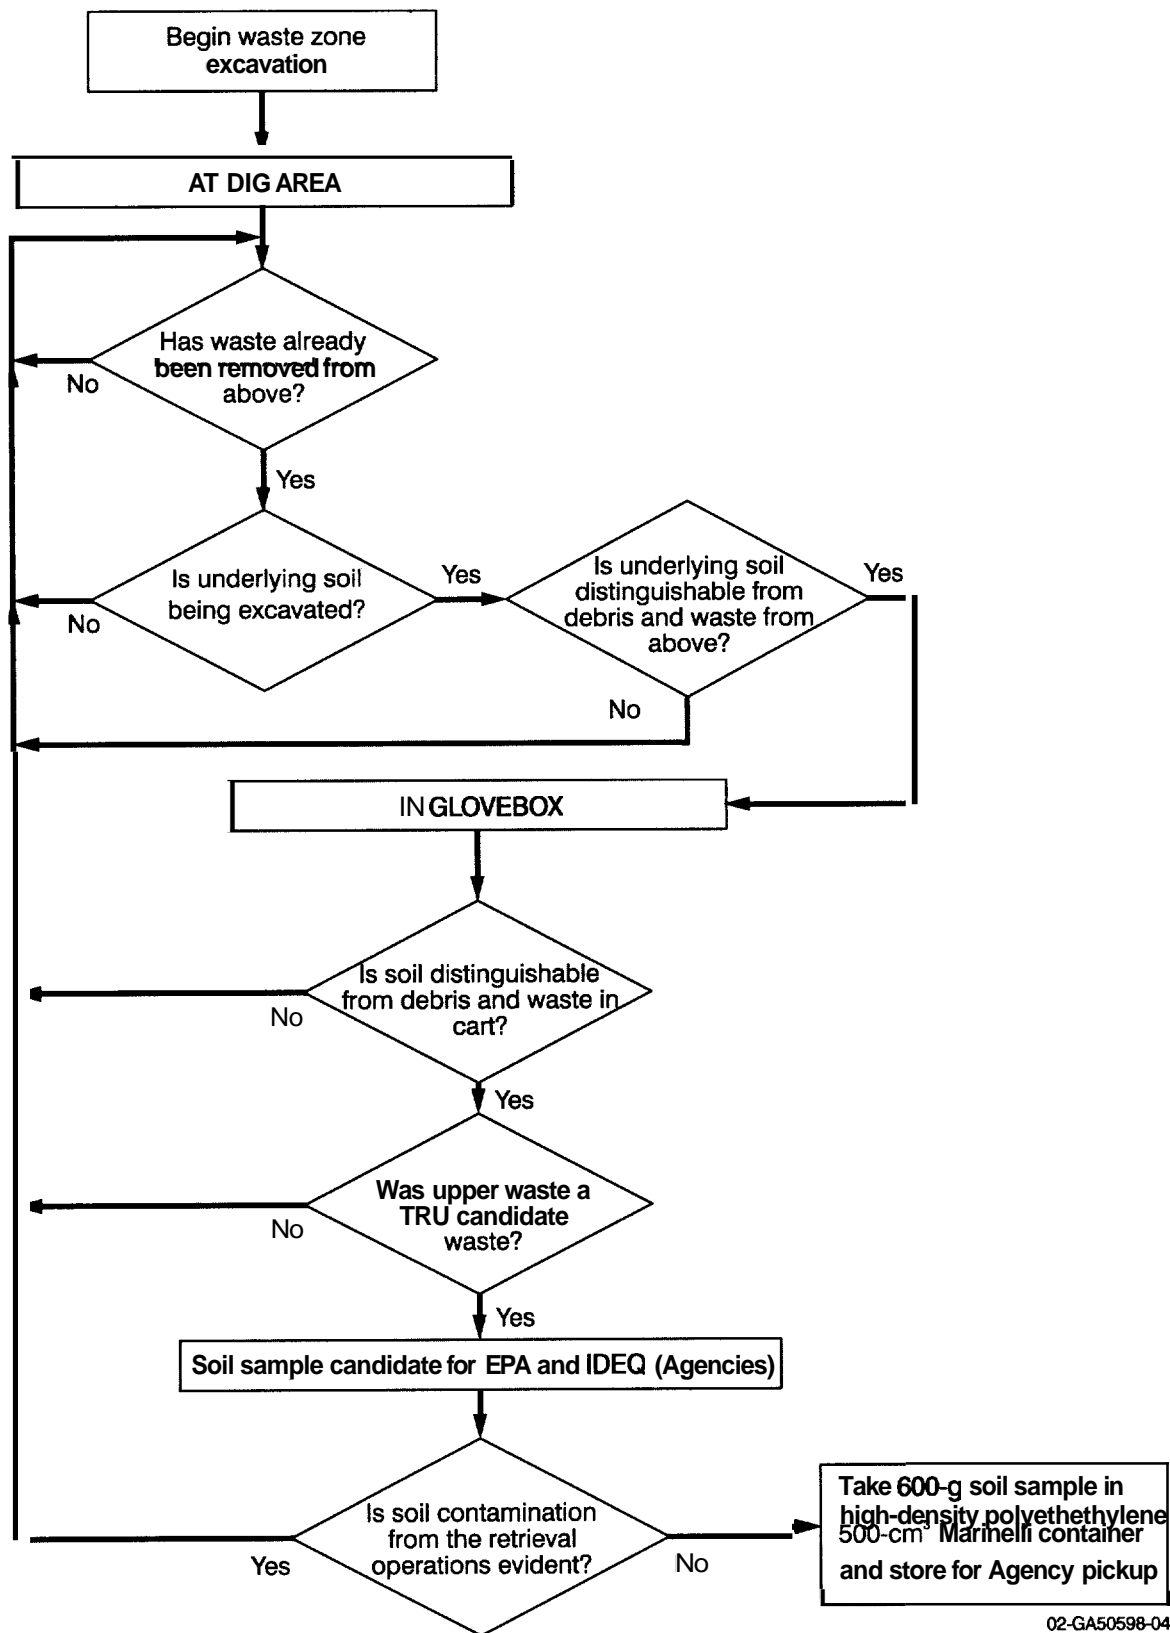 Begin waste zone
excavation
AT DIG AREA
Has waste already
been removed from
above?
No
Yes
Is underlying soil
being excavated?
No
Yes
Is underlying soil
distinguishable from
debris and waste from
above?
Yes
No
IN GLOVEBOX
Is soil distinguishable
from debris and waste in
cart?
No
Yes
Was upper waste a
TRU candidate
waste?
No
Yes
Soil sample candidate for EPA and IDEQ (Agencies)
Is soil contamination
from the retrieval
operations evident?
Yes
No
Take 600-g soil sample in
high-density polyethethylene
500-cm³ Marinelli container
and store for Agency pickup
02-GA50598-04